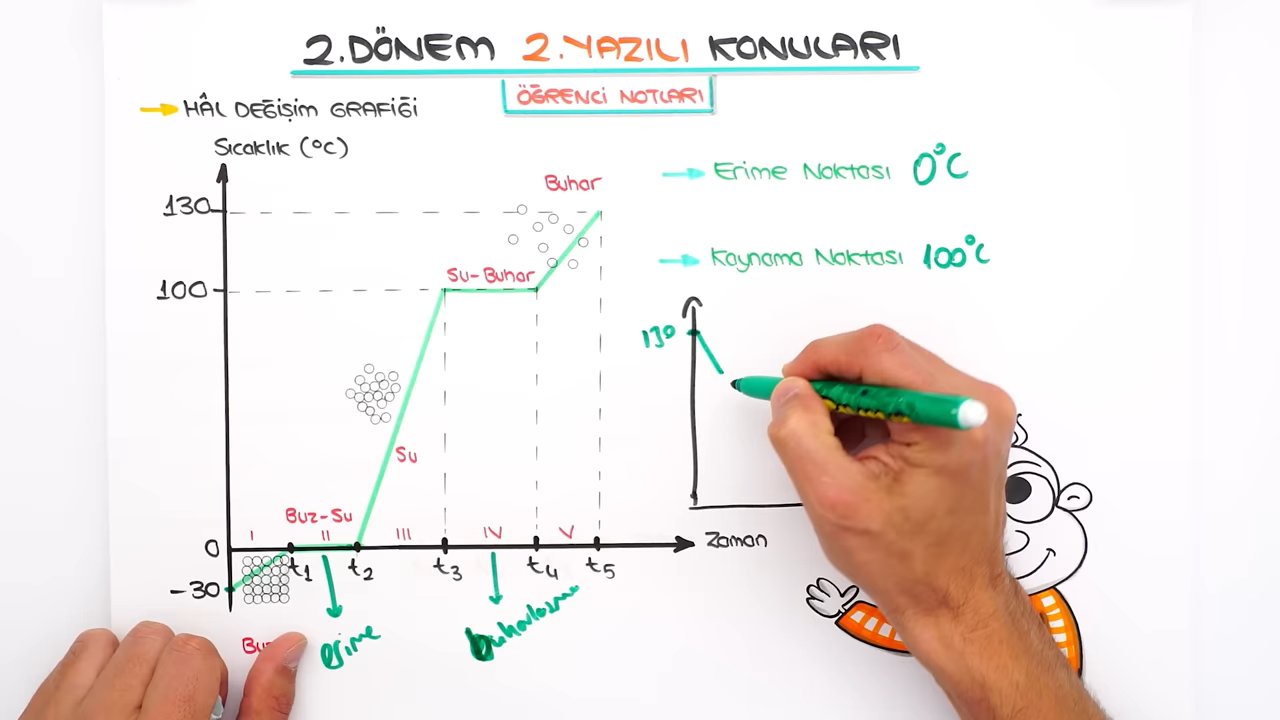 2.DÖNEM 2.YAZILI KONULARI
ÖĞRENCİ NOTLARI
HÂL DEĞİŞİM GRAFİĞİ
Sıcaklık (°C)
130
100
0
-30
Buhar
Su-Buhar
Su
Buz-Su
I
II
III
IV
V
t1
t2
t3
t4
t5
Zaman
erime
buharlaşma
Erime Noktası 0°C
Kaynama Noktası 100°C
130